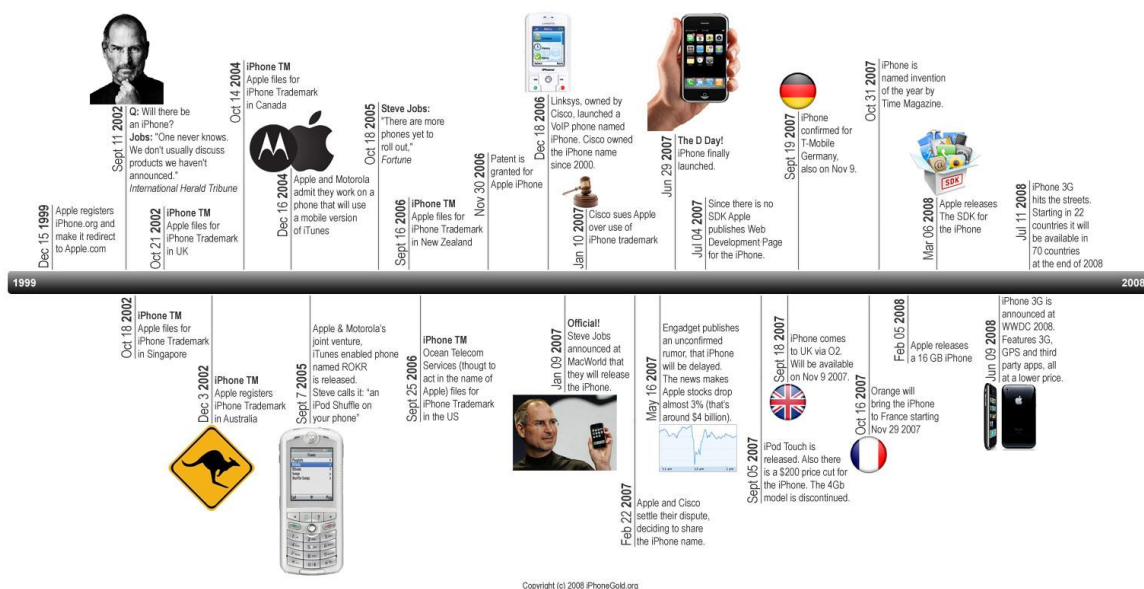 Dec 15 1999
Apple registers
iPhone.org and
make it redirect
to Apple.com
Sept 11 2002
Q: Will there be
an iPhone?
Jobs: "One never knows.
We don't usually discuss
products we haven't
announced."
International Herald Tribune
Oct 21 2002
iPhone TM
Apple files for
iPhone Trademark
in UK
Oct 14 2004
iPhone TM
Apple files for
iPhone Trademark
in Canada
Dec 16 2004
Apple and Motorola
admit they work on a
phone that will use
a mobile version
of iTunes
Oct 18 2005
Steve Jobs:
"There are more
phones yet to
roll out,"
Fortune
Sept 16 2006
iPhone TM
Apple files for
iPhone Trademark
in New Zealand
Nov 30 2006
Patent is
granted for
Apple iPhone
Dec 18 2006
Linksys, owned by
Cisco, launched a
VoIP phone named
iPhone. Cisco owned
the iPhone name
since 2000.
Jan 10 2007
Cisco sues Apple
over use of
iPhone trademark
Jun 29 2007
The D Day!
iPhone finally
launched.
Jul 04 2007
Since there is no
SDK Apple
publishes Web
Development Page
for the iPhone.
Sept 19 2007
iPhone
confirmed for
T-Mobile
Germany,
also on Nov 9.
Oct 31 2007
iPhone is
named invention
of the year by
Time Magazine.
SDK
Mar 06 2008
Apple releases
The SDK for
the iPhone
Jul 11 2008
iPhone 3G
hits the streets.
Starting in 22
countries it will
be available in
70 countries
at the end of 2008
1999
2008
Oct 18 2002
iPhone TM
Apple files for
iPhone Trademark
in Singapore
Dec 3 2002
iPhone TM
Apple registers
iPhone Trademark
in Australia
Sept 7 2005
Apple & Motorola's
joint venture,
iTunes enabled phone
named ROKR
is released.
Steve calls it: "an
iPod Shuffle on
your phone"
Sept 25 2006
iPhone TM
Ocean Telecom
Services (thougt to
act in the name of
Apple) files for
iPhone Trademark
in the US
Jan 09 2007
Official!
Steve Jobs
announced at
MacWorld that
they will release
the iPhone.
Feb 22 2007
Apple and Cisco
settle their dispute,
deciding to share
the iPhone name.
May 16 2007
Engadget publishes
an unconfirmed
rumor, that iPhone
will be delayed.
The news makes
Apple stocks drop
almost 3% (that's
around $4 billion).
Sept 05 2007
iPod Touch is
released. Also there
is a $200 price cut for
the iPhone. The 4Gb
model is discontinued.
Sept 18 2007
iPhone comes
to UK via O2.
Will be available
on Nov 9 2007.
Oct 16 2007
Orange will
bring the iPhone
to France starting
Nov 29 2007
Feb 05 2008
Apple releases
a 16 GB iPhone
Jun 09 2008
iPhone 3G is
announced at
WWDC 2008.
Features 3G,
GPS and third
party apps, all
at a lower price.
Copyright (c) 2008 iPhoneGold.org